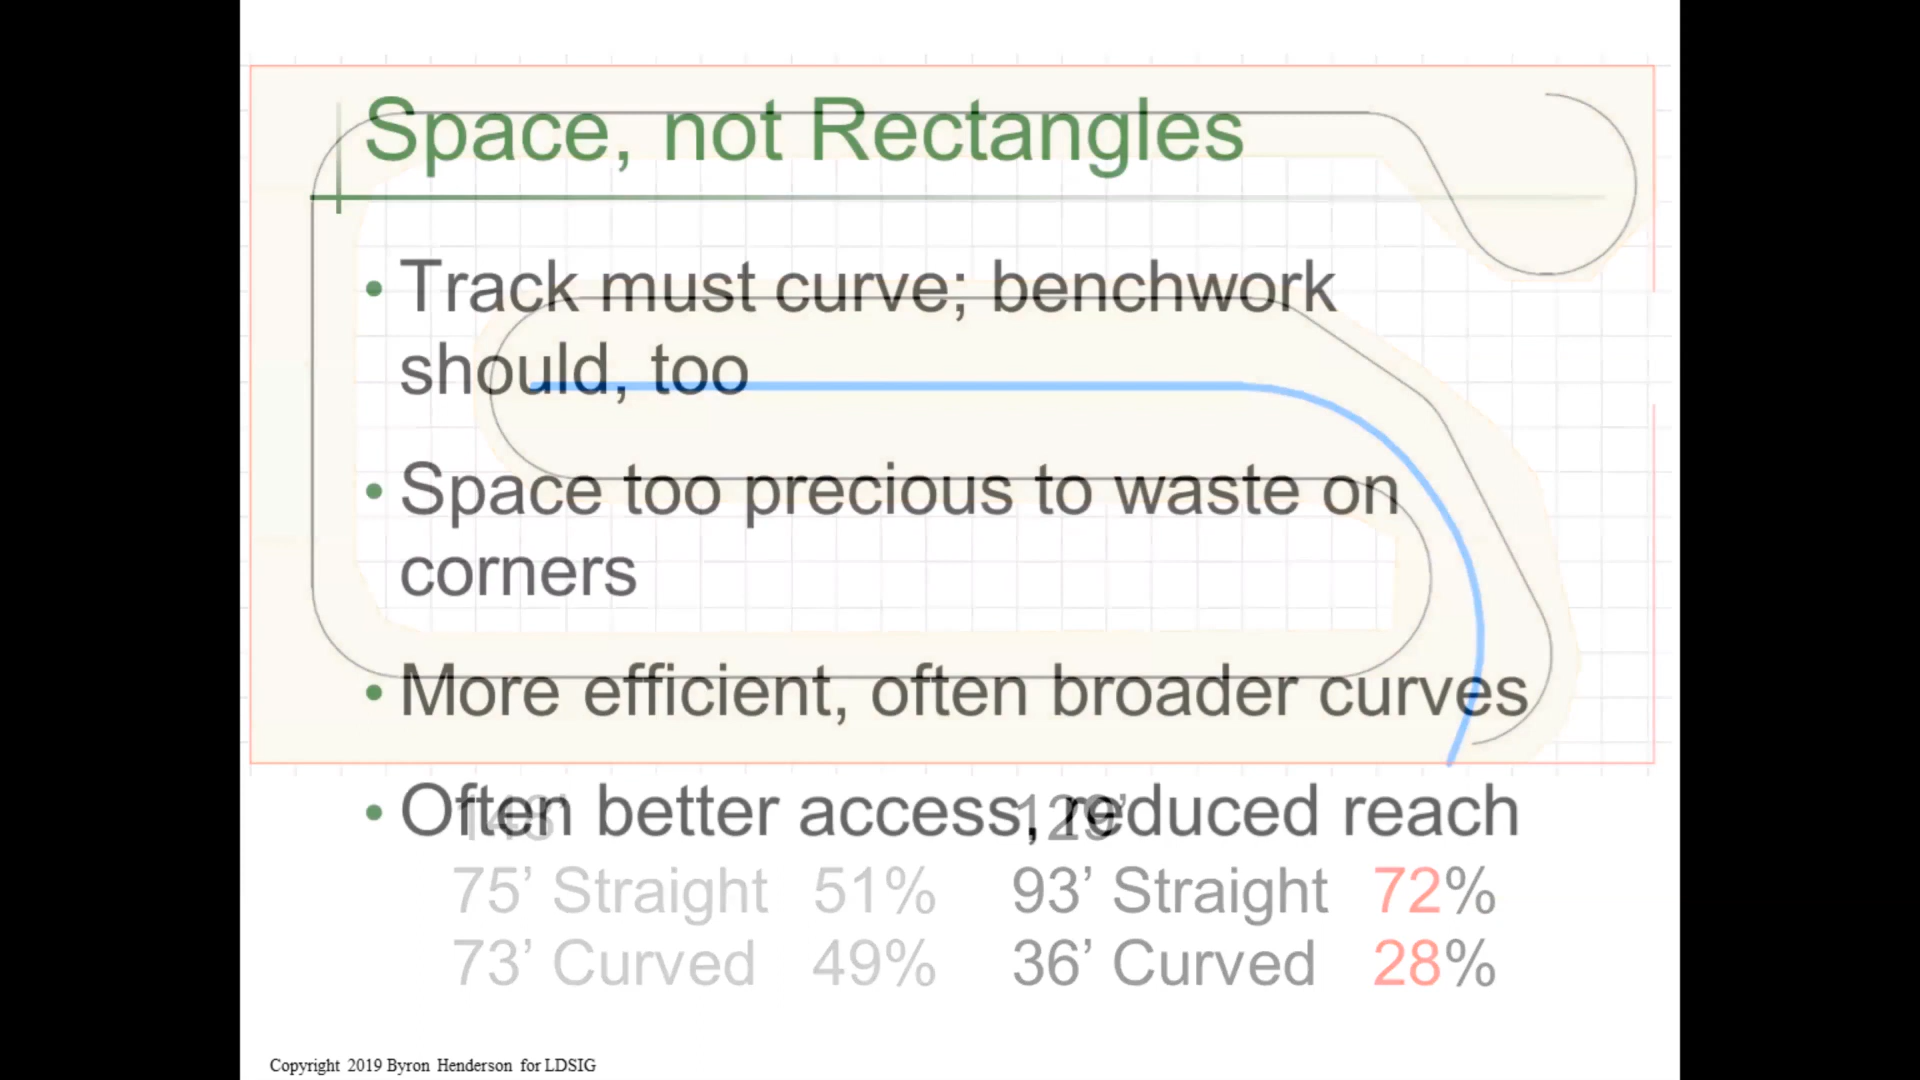 Space, not Rectangles
• Track must curve; benchwork
should, too
• Space too precious to waste on
corners
• More efficient, often broader curves
• Often better access, reduced reach
148’ 129’
75’ Straight 51% 93’ Straight 72%
73’ Curved 49% 36’ Curved 28%
Copyright 2019 Byron Henderson for LDSIG